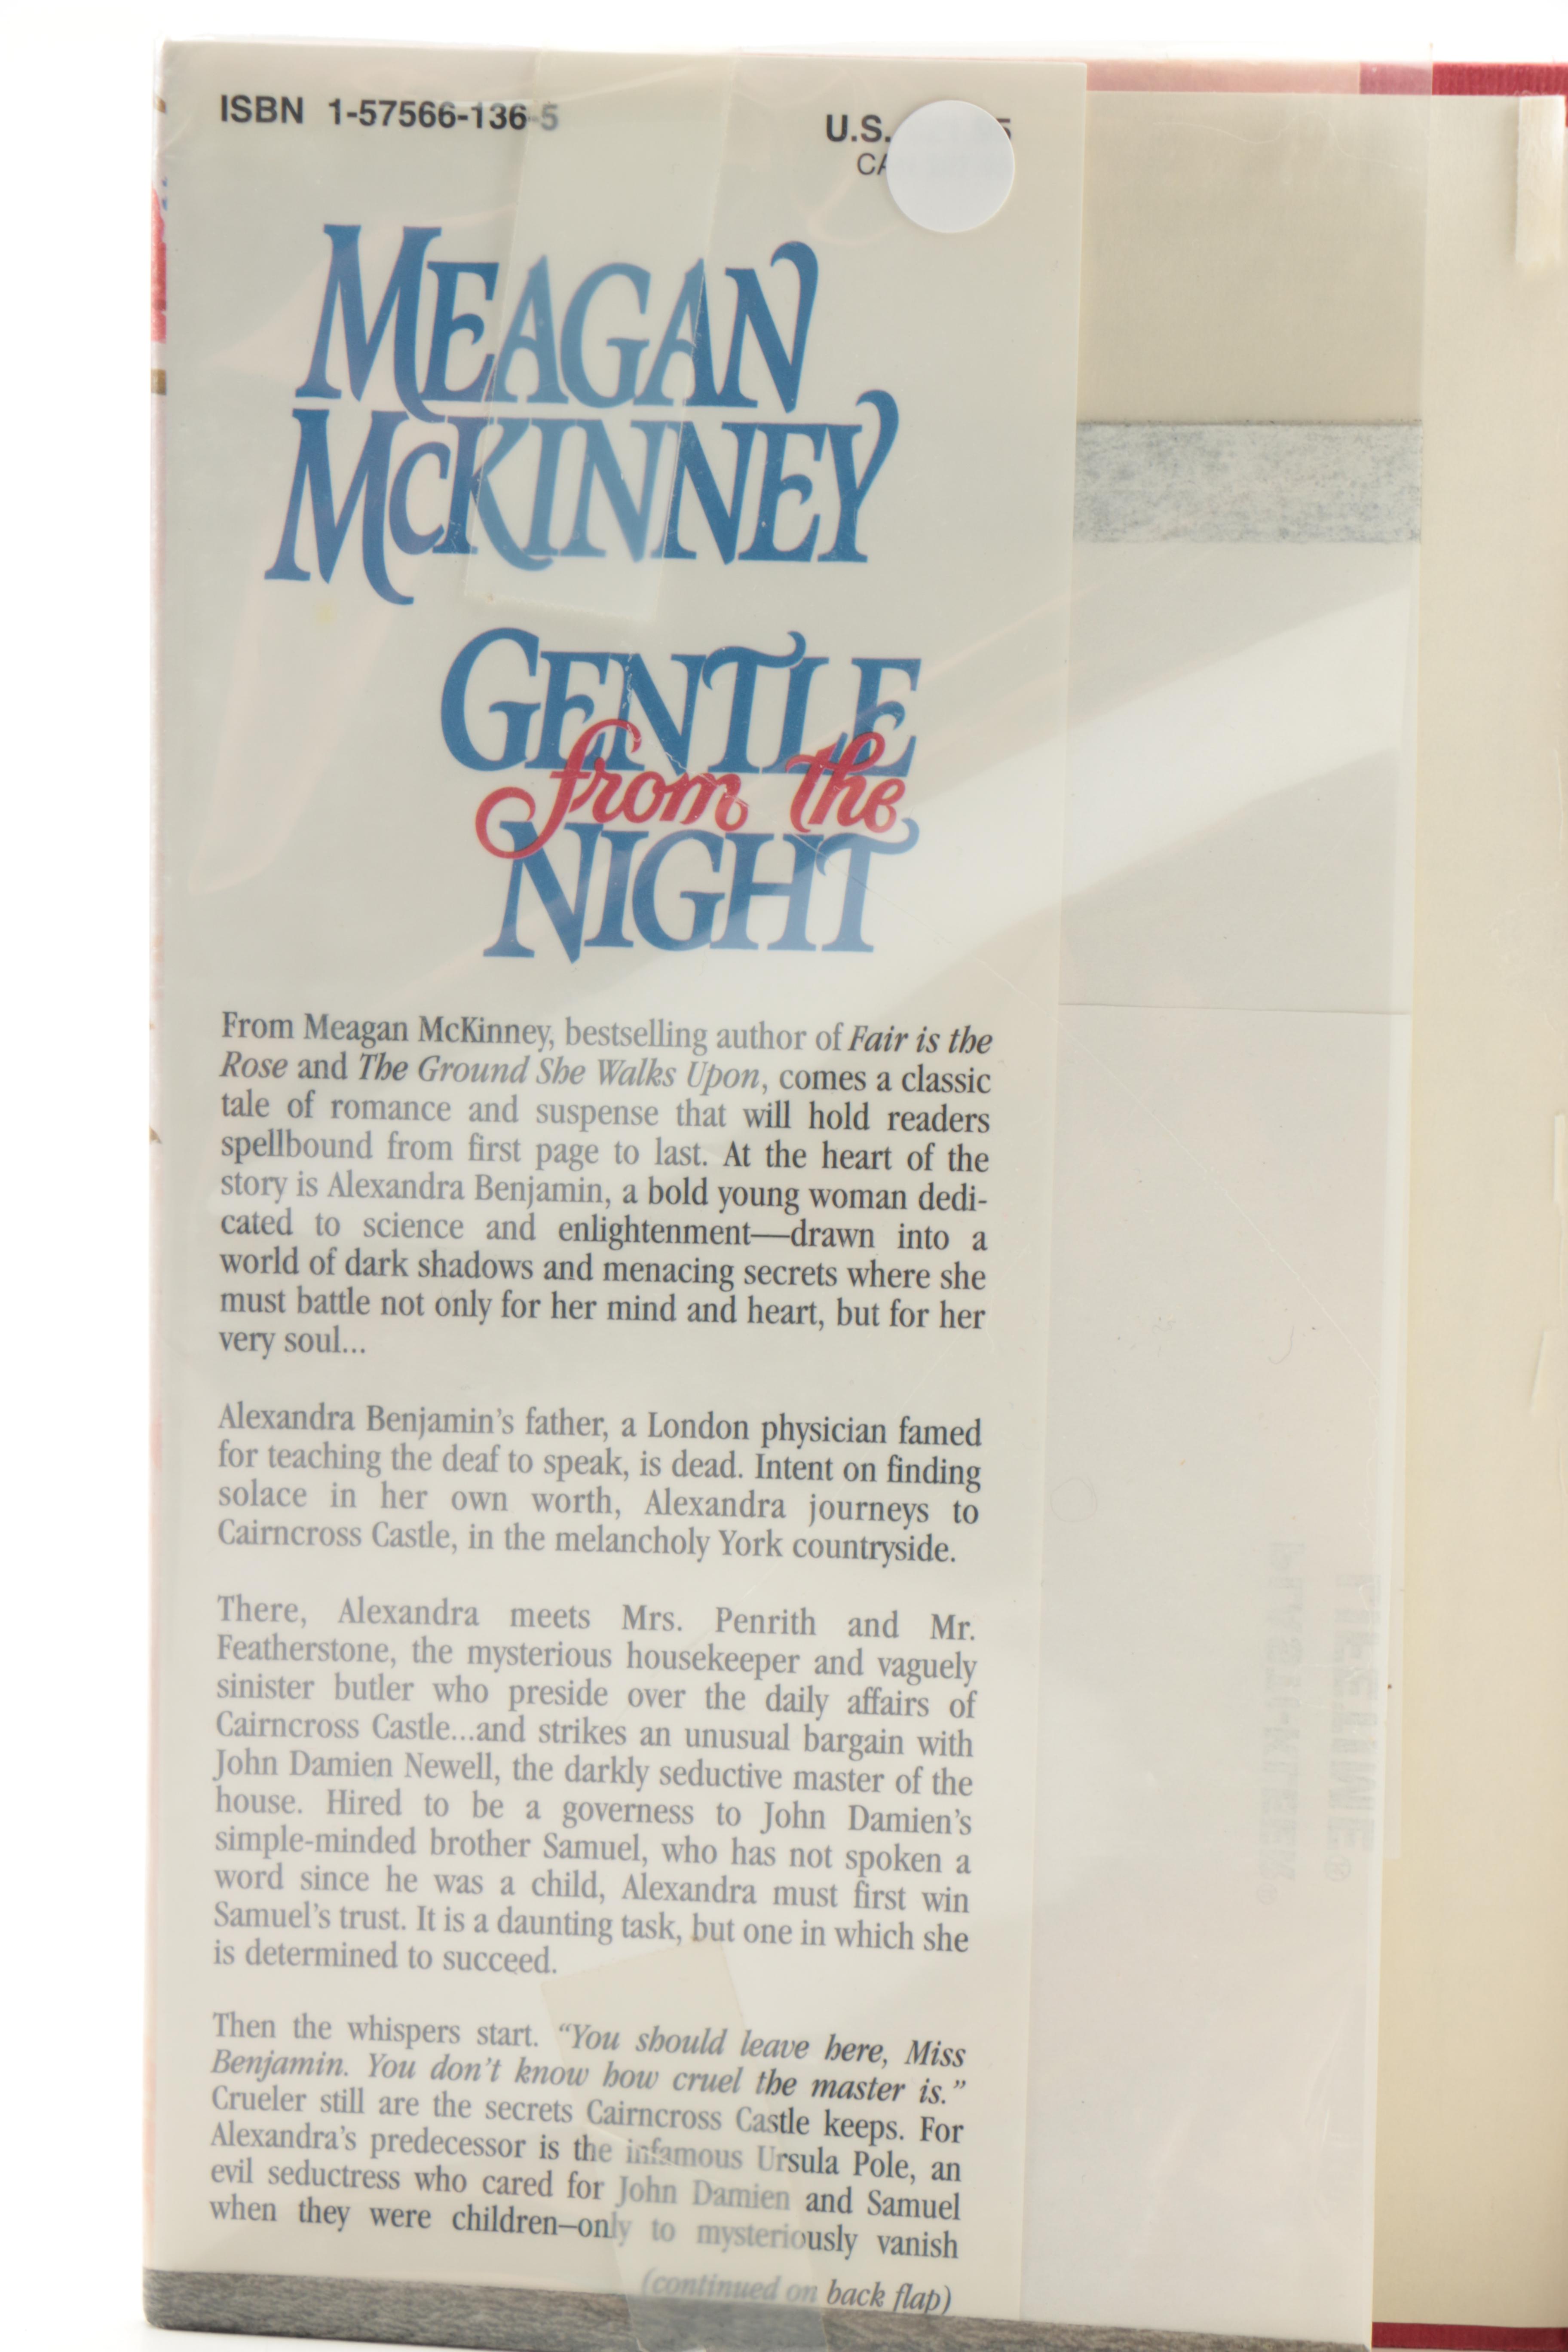 ISBN 1-57566-136-5
U.S.
CA
MEAGAN
MCKINNEY
GENTLE
from the
NIGHT
From Meagan McKinney, bestselling author of Fair is the
Rose and The Ground She Walks Upon, comes a classic
tale of romance and suspense that will hold readers
spellbound from first page to last. At the heart of the
story is Alexandra Benjamin, a bold young woman dedi-
cated to science and enlightenment—drawn into a
world of dark shadows and menacing secrets where she
must battle not only for her mind and heart, but for her
very soul...
Alexandra Benjamin's father, a London physician famed
for teaching the deaf to speak, is dead. Intent on finding
solace in her own worth, Alexandra journeys to
Cairncross Castle, in the melancholy York countryside.
There, Alexandra meets Mrs. Penrith and Mr.
Featherstone, the mysterious housekeeper and vaguely
sinister butler who preside over the daily affairs of
Cairncross Castle...and strikes an unusual bargain with
John Damien Newell, the darkly seductive master of the
house. Hired to be a governess to John Damien's
simple-minded brother Samuel, who has not spoken a
word since he was a child, Alexandra must first win
Samuel's trust. It is a daunting task, but one in which she
is determined to succeed.
Then the whispers start. "You should leave here, Miss
Benjamin. You don't know how cruel the master is."
Crueler still are the secrets Cairncross Castle keeps. For
Alexandra's predecessor is the infamous Ursula Pole, an
evil seductress who cared for John Damien and Samuel
when they were children–only to mysteriously vanish
(continued on back flap)